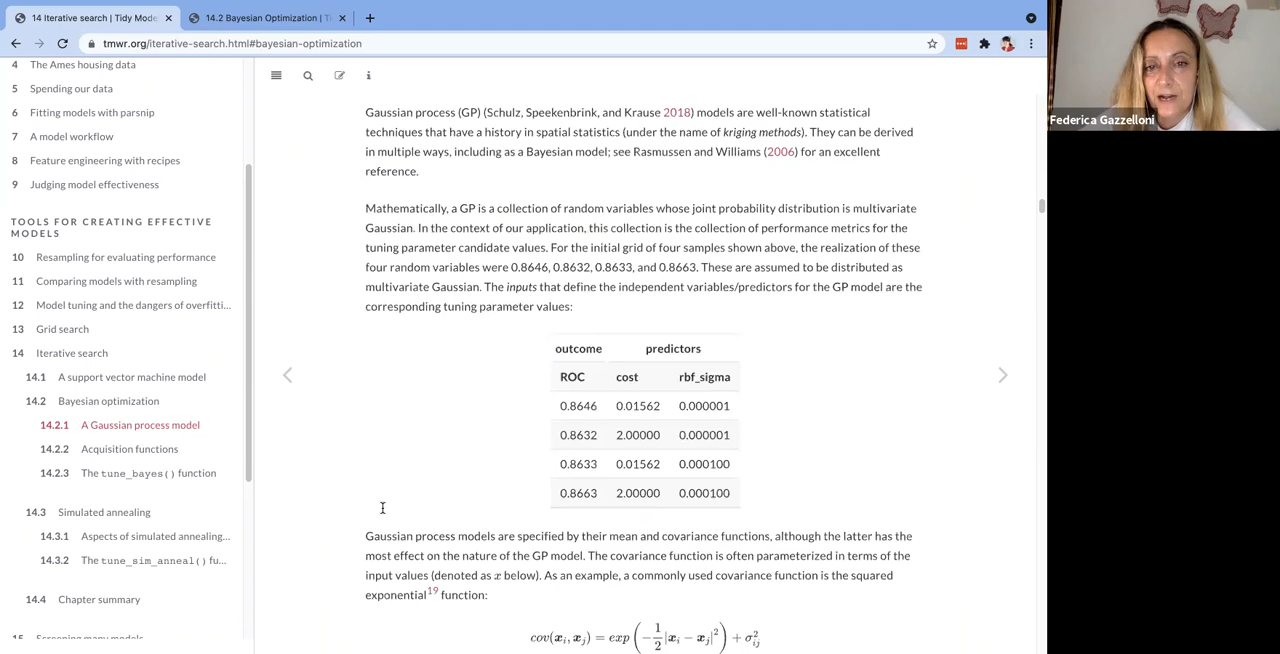 14 Iterative search | Tidy Mode
14.2 Bayesian Optimization | Ti
tmwr.org/iterative-search.html#bayesian-optimization
4 The Ames housing data
5 Spending our data
6 Fitting models with parsnip
7 A model workflow
8 Feature engineering with recipes
9 Judging model effectiveness
TOOLS FOR CREATING EFFECTIVE
MODELS
10 Resampling for evaluating performance
11 Comparing models with resampling
12 Model tuning and the dangers of overfitti...
13 Grid search
14 Iterative search
14.1 A support vector machine model
14.2 Bayesian optimization
14.2.1 A Gaussian process model
14.2.2 Acquisition functions
14.2.3 The tune_bayes() function
14.3 Simulated annealing
14.3.1 Aspects of simulated annealing...
14.3.2 The tune_sim_anneal() fu...
14.4 Chapter summary
15 Screening many models
Gaussian process (GP) (Schulz, Speekenbrink, and Krause 2018) models are well-known statistical
techniques that have a history in spatial statistics (under the name of kriging methods). They can be derived
in multiple ways, including as a Bayesian model; see Rasmussen and Williams (2006) for an excellent
reference.
Mathematically, a GP is a collection of random variables whose joint probability distribution is multivariate
Gaussian. In the context of our application, this collection is the collection of performance metrics for the
tuning parameter candidate values. For the initial grid of four samples shown above, the realization of these
four random variables were 0.8646, 0.8632, 0.8633, and 0.8663. These are assumed to be distributed as
multivariate Gaussian. The inputs that define the independent variables/predictors for the GP model are the
corresponding tuning parameter values:
outcome predictors
ROC cost rbf_sigma
0.8646 0.01562 0.000001
0.8632 2.00000 0.000001
0.8633 0.01562 0.000100
0.8663 2.00000 0.000100
Gaussian process models are specified by their mean and covariance functions, although the latter has the
most effect on the nature of the GP model. The covariance function is often parameterized in terms of the
input values (denoted as x below). As an example, a commonly used covariance function is the squared
exponential19 function:
cov(xᵢ, xⱼ) = exp(−1/2|xᵢ − xⱼ|²) + σ²ᵢⱼ
Federica Gazzelloni